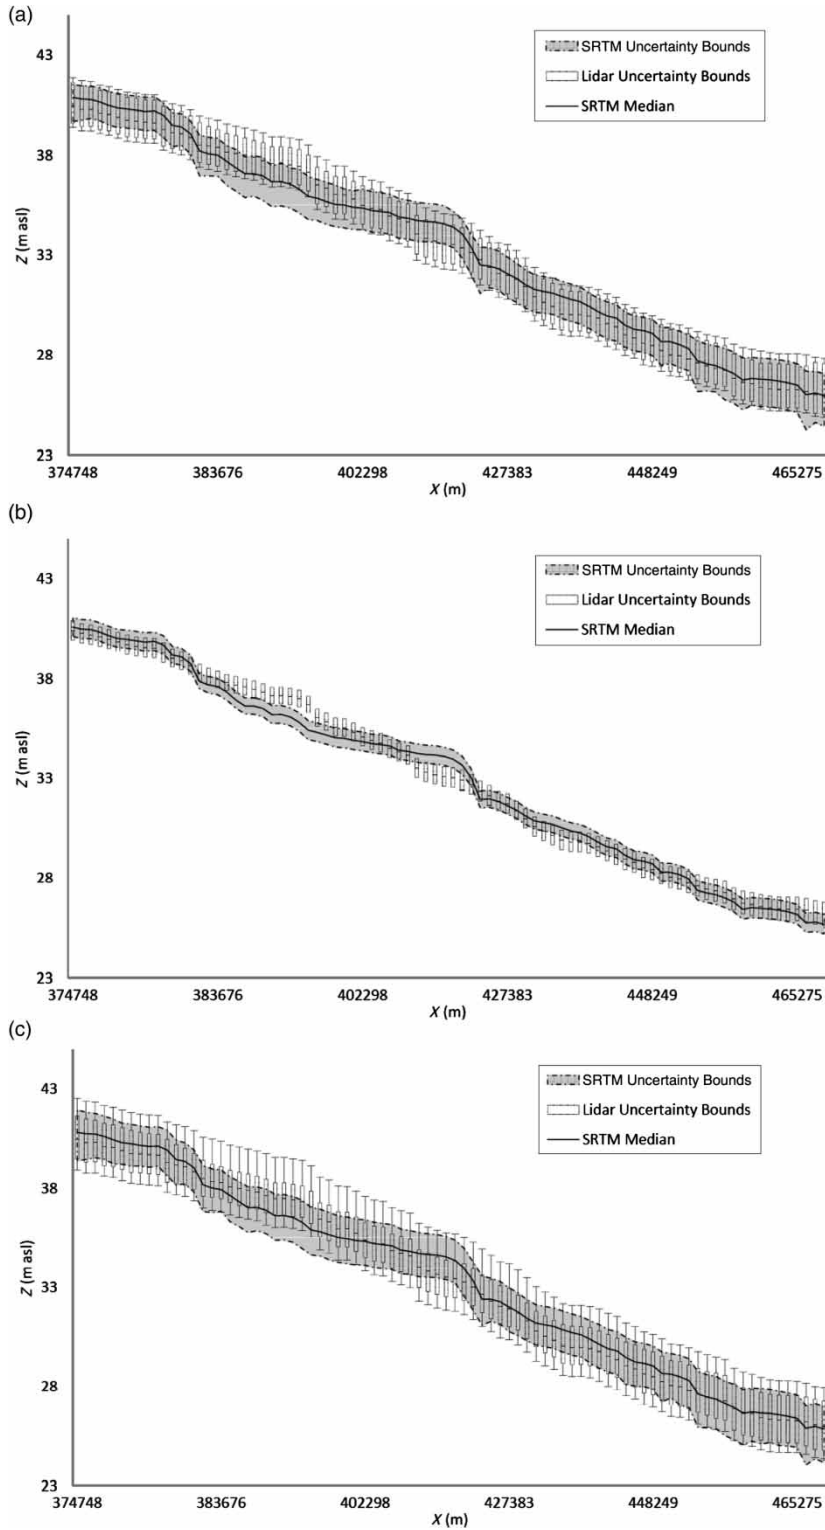 (a)
43
38
33
28
23
Z (m asl)
SRTM Uncertainty Bounds
Lidar Uncertainty Bounds
SRTM Median
374748 383676 402298 427383 448249 465275
X (m)
(b)
43
38
33
28
23
Z (m asl)
SRTM Uncertainty Bounds
Lidar Uncertainty Bounds
SRTM Median
374748 383676 402298 427383 448249 465275
X (m)
(c)
43
38
33
28
23
Z (m asl)
SRTM Uncertainty Bounds
Lidar Uncertainty Bounds
SRTM Median
374748 383676 402298 427383 448249 465275
X (m)